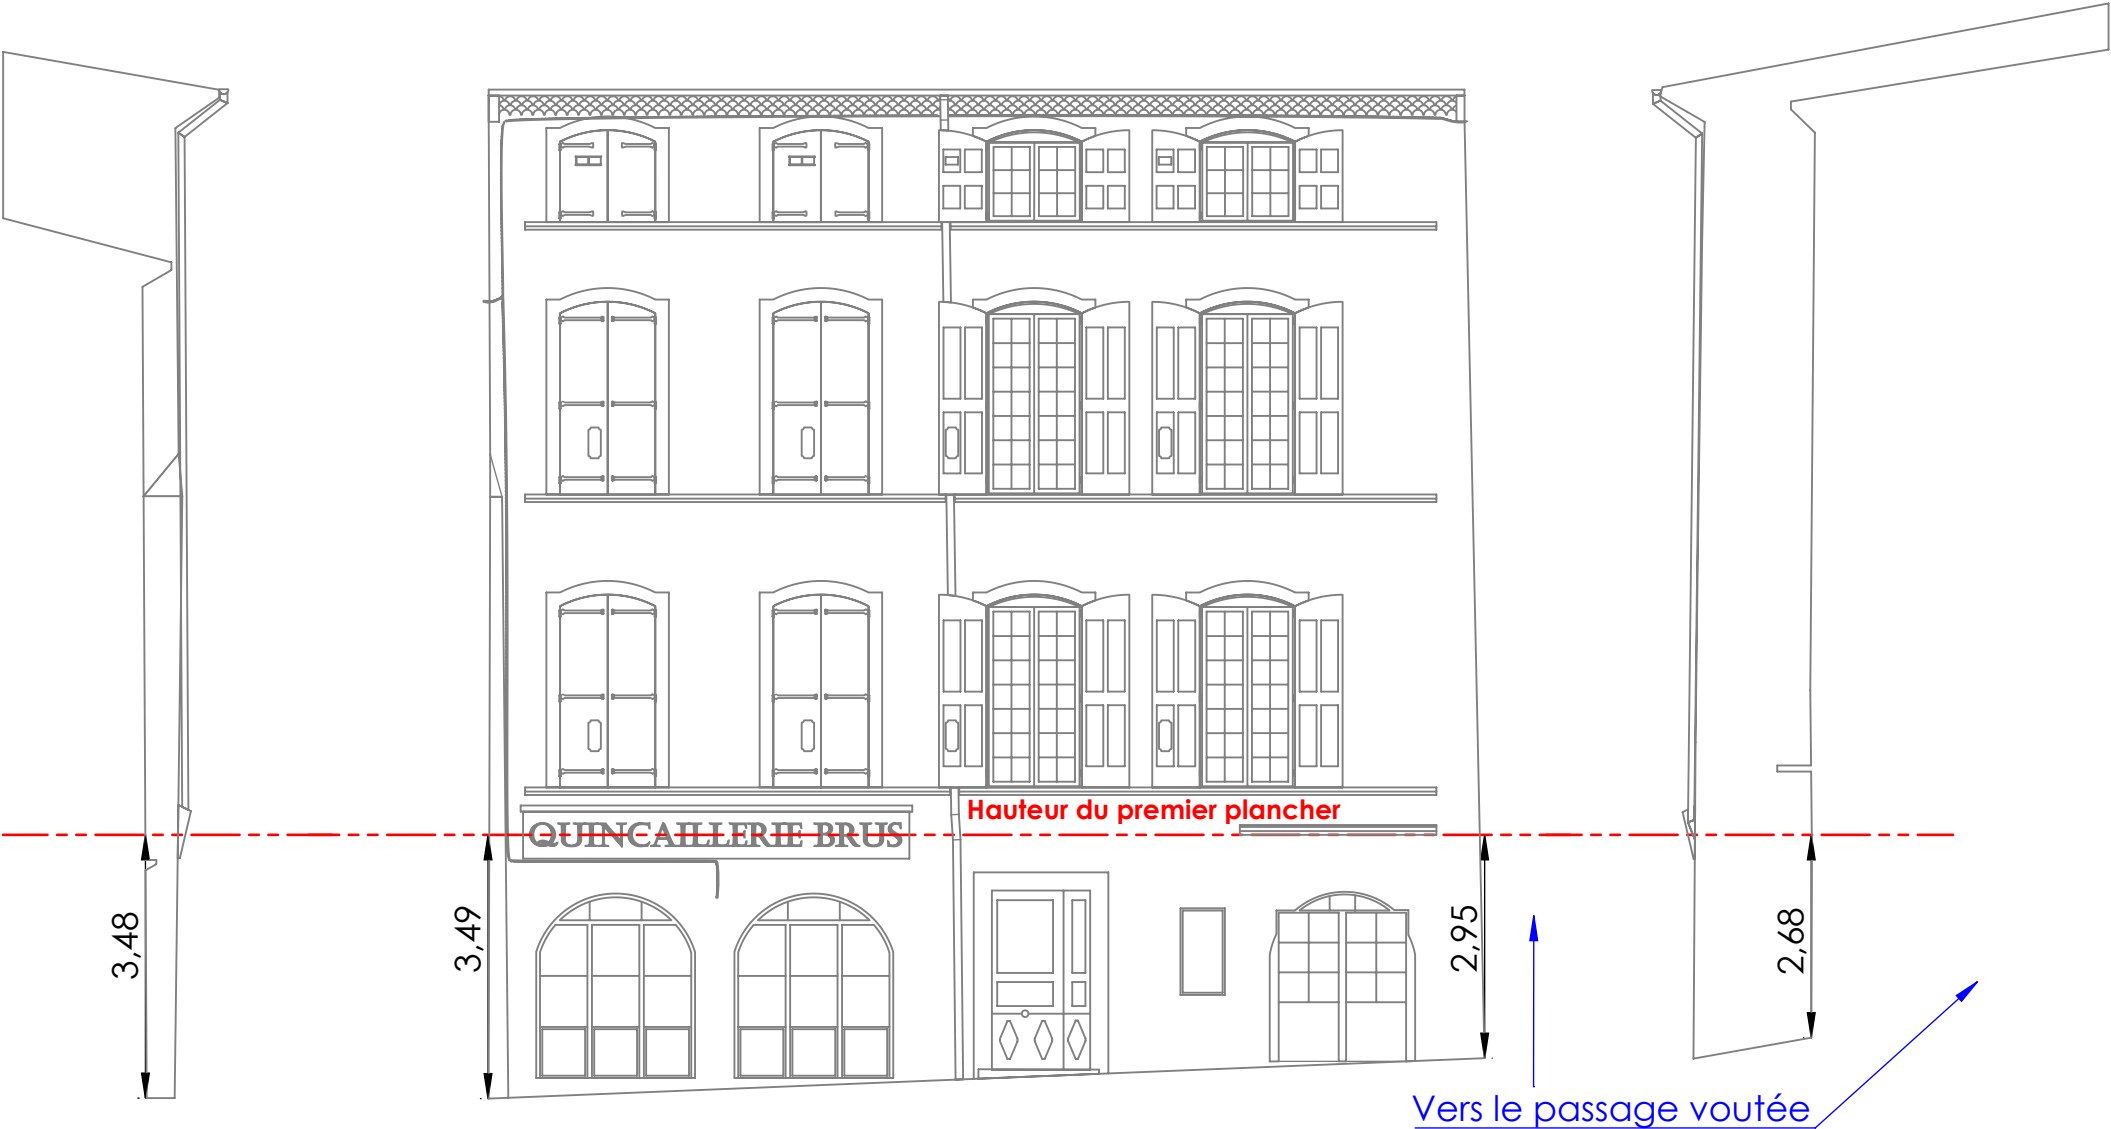 Hauteur du premier plancher
QUINCAILLERIE BRUS
3,48
3,49
2,95
2,68
Vers le passage voutée